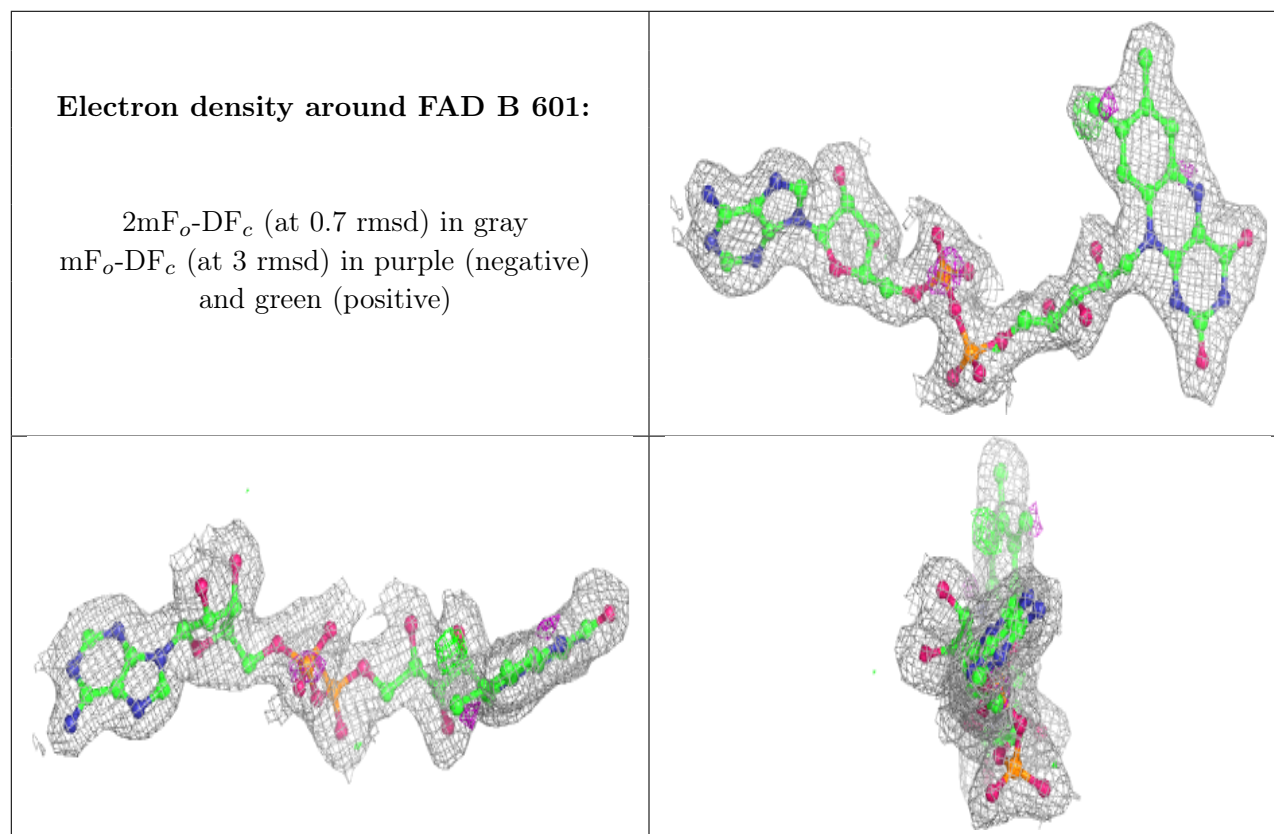 Electron density around FAD B 601:
2mFo-DFc (at 0.7 rmsd) in gray
mFo-DFc (at 3 rmsd) in purple (negative)
and green (positive)